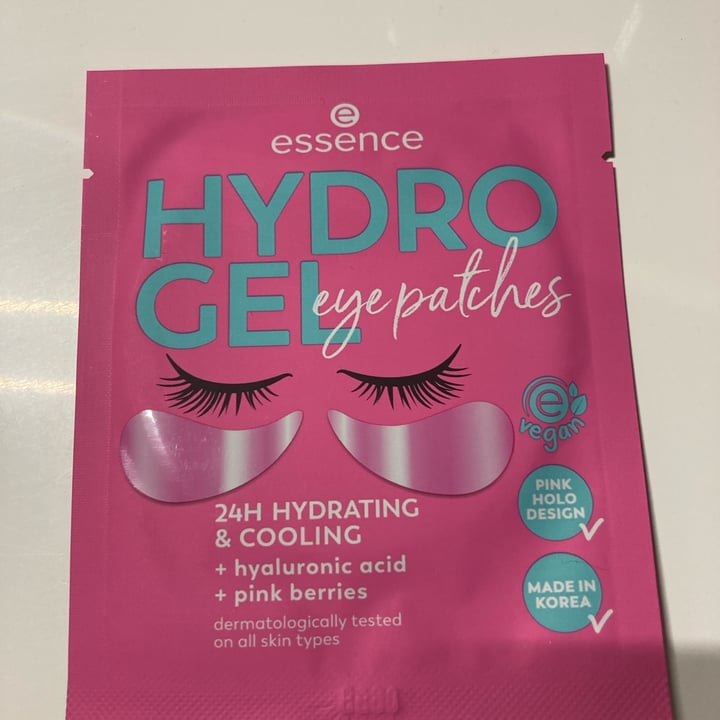 e
essence
HYDRO
GEL eye patches
e
vegan
24H HYDRATING
& COOLING
+ hyaluronic acid
+ pink berries
dermatologically tested
on all skin types
PINK
HOLO
DESIGN
MADE IN
KOREA